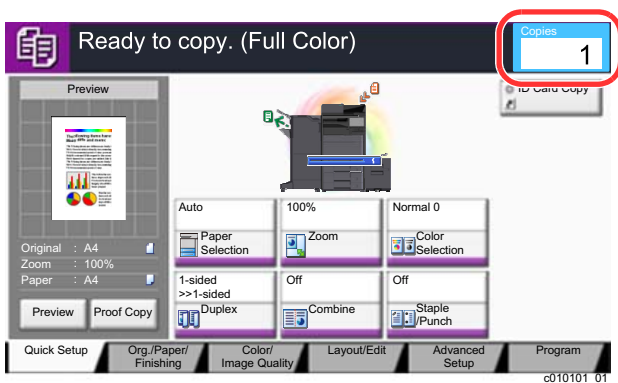 Ready to copy. (Full Color)
Copies
1
Preview
ID Card Copy
Original : A4
Zoom : 100%
Paper : A4
Preview
Proof Copy
Auto
Paper
Selection
100%
Zoom
Normal 0
Color
Selection
1-sided
>>1-sided
Duplex
Off
Combine
Off
Staple
/Punch
Quick Setup
Org./Paper/
Finishing
Color/
Image Quality
Layout/Edit
Advanced
Setup
Program
c010101_01